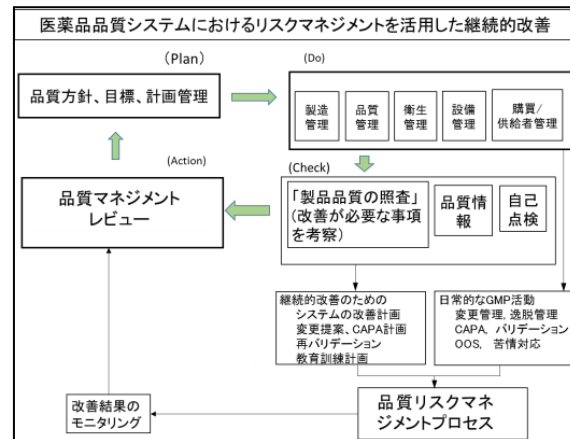 医薬品品質システムにおけるリスクマネジメントを活用した継続的改善
（Plan）
品質方針、目標、計画管理
(Do)
製造
管理
品質
管理
衛生
管理
設備
管理
購買/
供給者管理
(Check)
「製品品質の照査」
(改善が必要な事項
を考察）
品質情
報
自己
点検
(Action)
品質マネジメント
レビュー
継続的改善のための
システムの改善計画
変更提案、CAPA計画
再バリデーション
教育訓練計画
日常的なGMP活動
変更管理, 逸脱管理
CAPA, バリデーション
OOS, 苦情対応
品質リスクマネ
ジメントプロセス
改善結果の
モニタリング